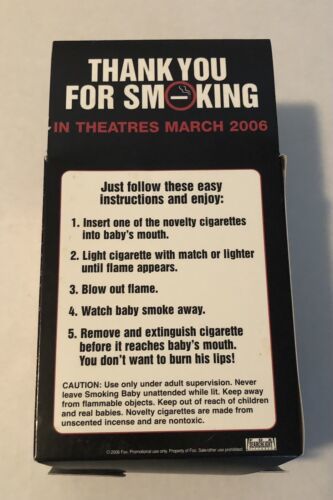 THANK YOU
FOR SMOKING
IN THEATRES MARCH 2006
Just follow these easy
instructions and enjoy:
1. Insert one of the novelty cigarettes
into baby's mouth.
2. Light cigarette with match or lighter
until flame appears.
3. Blow out flame.
4. Watch baby smoke away.
5. Remove and extinguish cigarette
before it reaches baby's mouth.
You don't want to burn his lips!
CAUTION: Use only under adult supervision. Never
leave Smoking Baby unattended while lit. Keep away
from flammable objects. Keep out of reach of children
and real babies. Novelty cigarettes are made from
unscented incense and are nontoxic.
©2006 Fox. Promotional use only. Property of Fox. Sale/other use prohibited.
FOX
SEARCHLIGHT